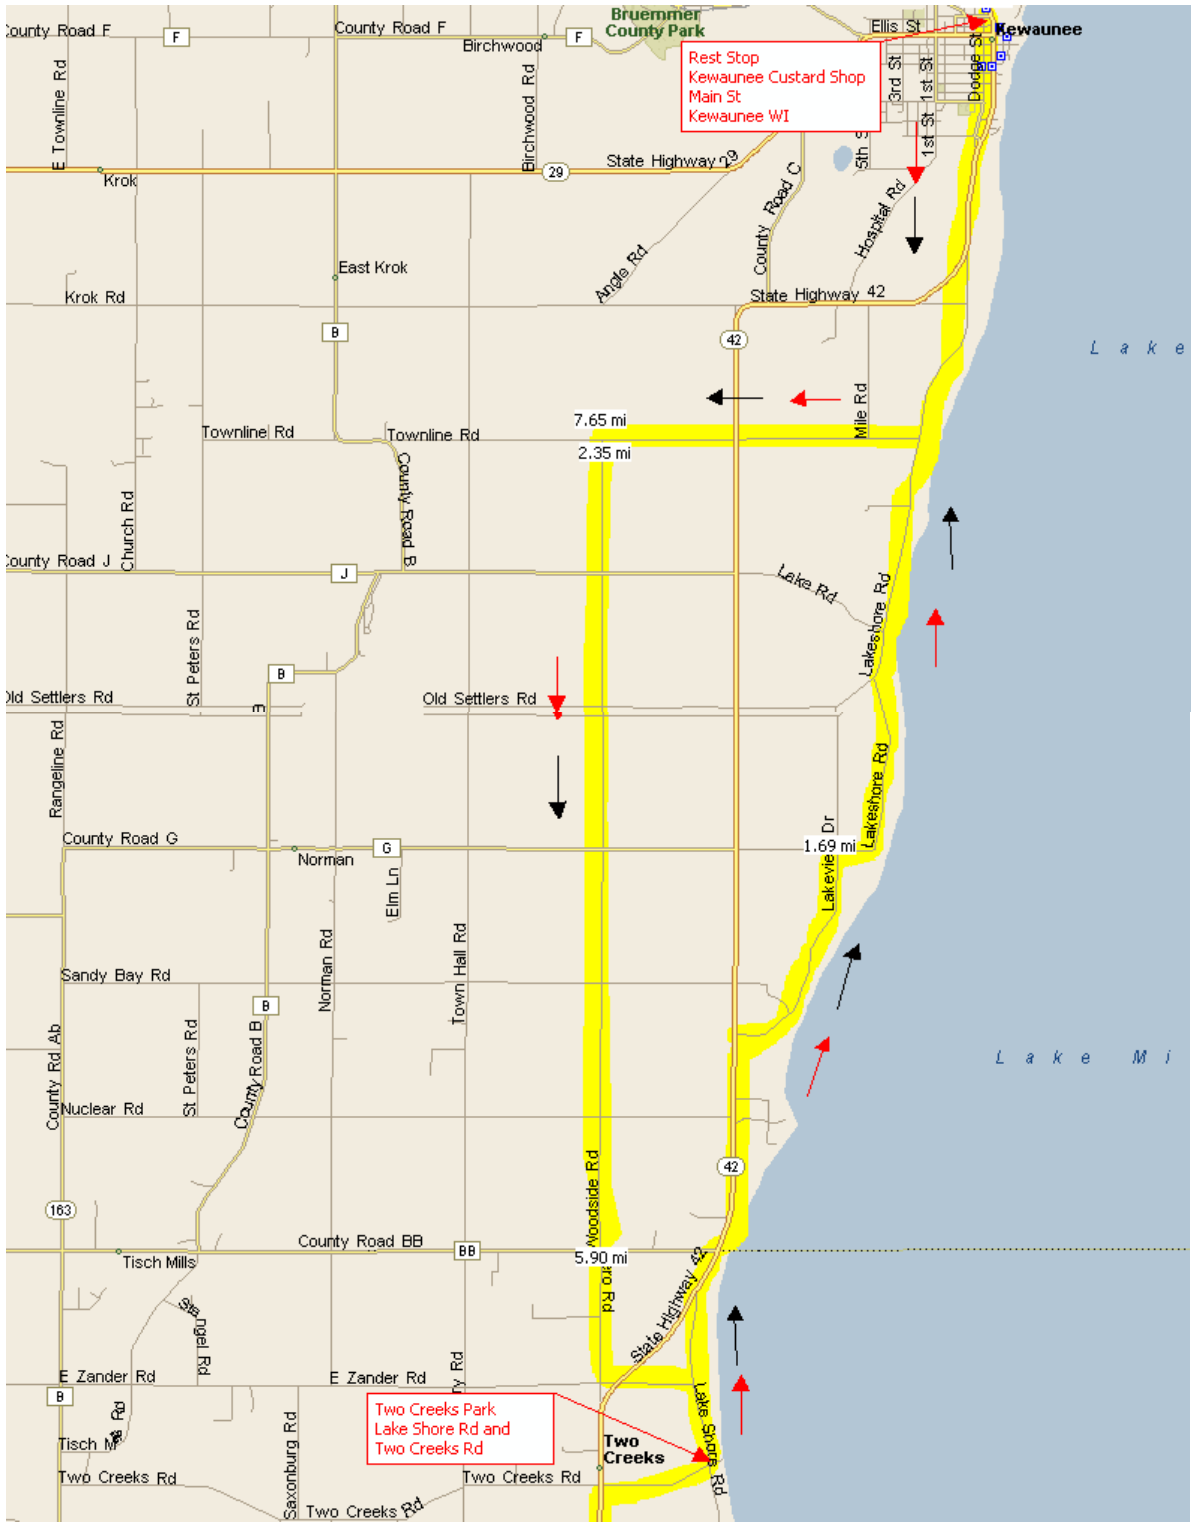 Bruemmer
County Park
County Road F
F
County Road F
F
Birchwood
Ellis St
Kewaunee
Rest Stop
Kewaunee Custard Shop
Main St
Kewaunee WI
E Townline Rd
Birchwood Rd
3rd St
1st St
Dodge St
5th S
1st St
Krok
29
State Highway 29
County Road C
Hospital Rd
East Krok
Angle Rd
Krok Rd
State Highway 42
B
42
L a k e
Mile Rd
7.65 mi
Townline Rd
Townline Rd
2.35 mi
Church Rd
County Road B
County Road J
J
Lake Rd
Lakeshore Rd
St Peters Rd
B
Old Settlers Rd
Old Settlers Rd
Rangeline Rd
Lakeshore Rd
County Road G
Norman
G
1.69 mi
Lakevie Dr
Elm Ln
Norman Rd
Town Hall Rd
Sandy Bay Rd
B
St Peters Rd
County Road B
County Rd Ab
L a k e M i
Nuclear Rd
Woodside Rd
42
163
County Road BB
BB
5.90 mi
Tisch Mills
ero Rd
State Highway 42
Stangel Rd
E Zander Rd
E Zander Rd
ry Rd
B
Two Creeks Park
Lake Shore Rd and
Two Creeks Rd
Lake Shore Rd
Two
Creeks
Tisch M
Rd
Saxonburg Rd
Two Creeks Rd
Two Creeks Rd
Two Creeks Rd